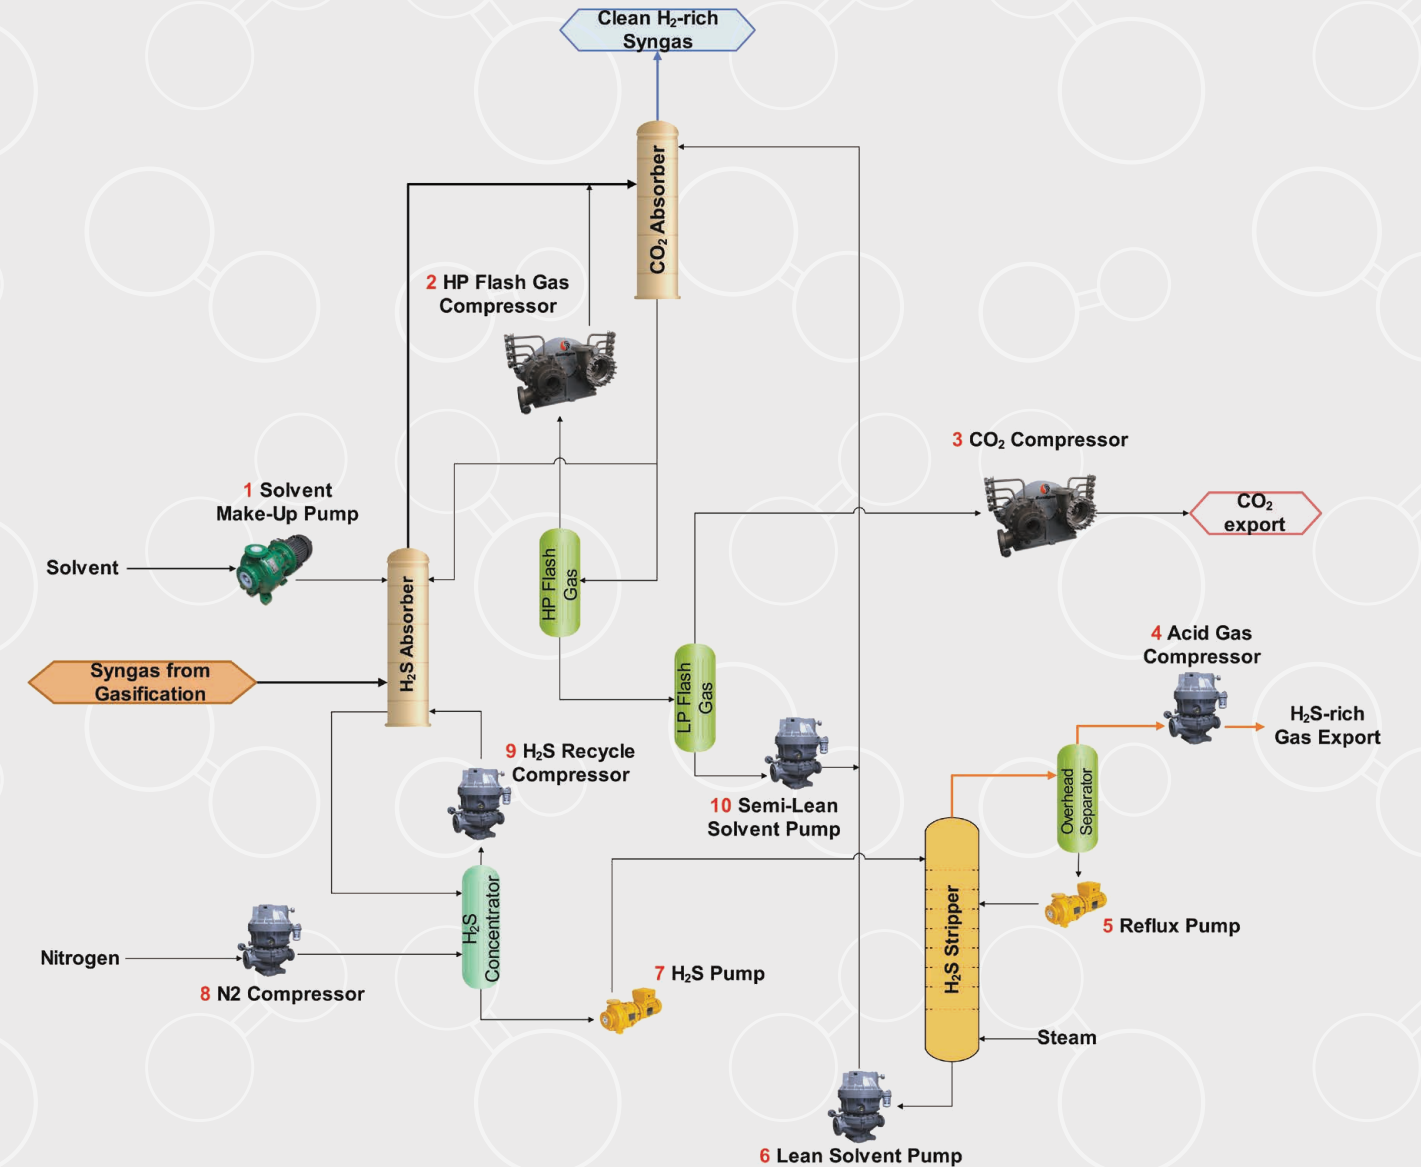 Clean H₂-rich
Syngas
CO₂ Absorber
2 HP Flash Gas
Compressor
3 CO₂ Compressor
CO₂
export
1 Solvent
Make-Up Pump
Solvent
H₂S Absorber
HP Flash
Gas
Syngas from
Gasification
LP Flash
Gas
4 Acid Gas
Compressor
H₂S-rich
Gas Export
9 H₂S Recycle
Compressor
10 Semi-Lean
Solvent Pump
Overhead
Separator
H₂S
Concentrator
H₂S Stripper
5 Reflux Pump
Nitrogen
8 N2 Compressor
7 H₂S Pump
Steam
6 Lean Solvent Pump